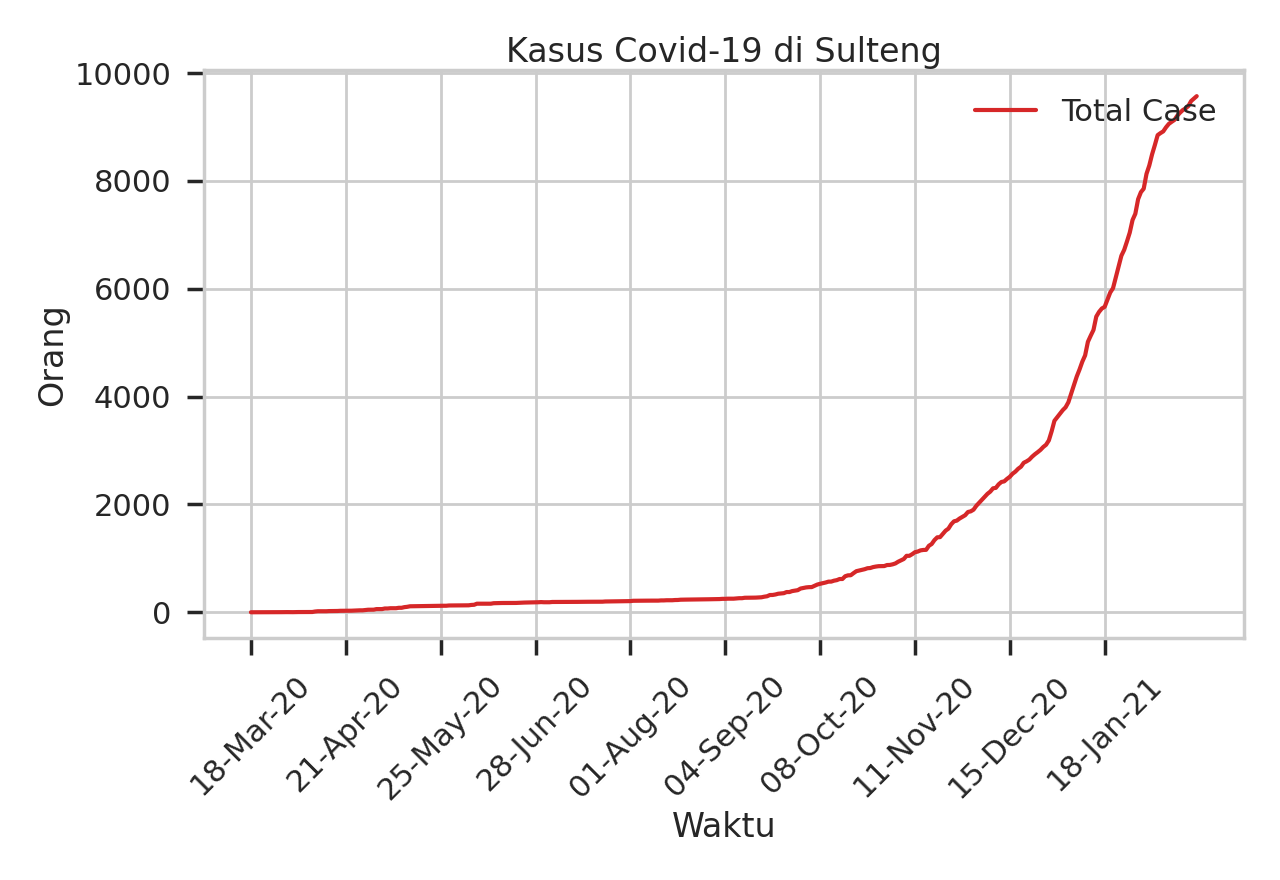 Kasus Covid-19 di Sulteng
Total Case
10000
8000
6000
4000
2000
0
Orang
18-Mar-20
21-Apr-20
25-May-20
28-Jun-20
01-Aug-20
04-Sep-20
08-Oct-20
11-Nov-20
15-Dec-20
18-Jan-21
Waktu